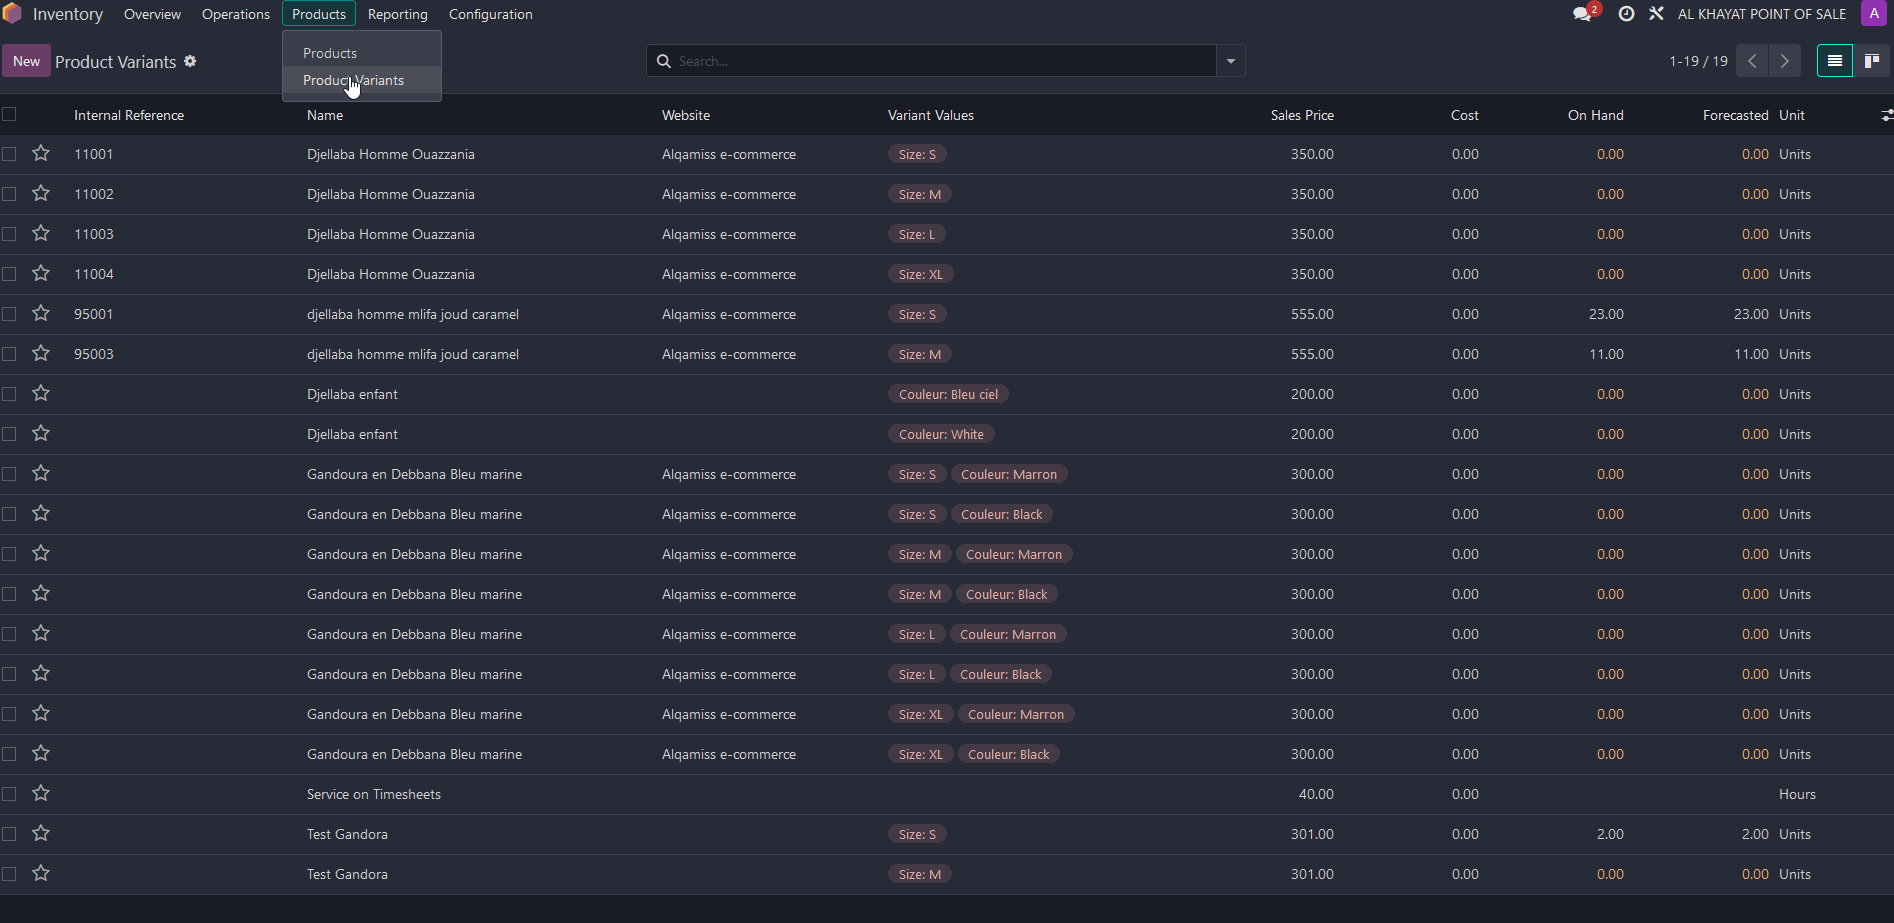 Inventory Overview Operations Products Reporting Configuration 2 AL KHAYAT POINT OF SALE A
New Product Variants Search... 1-19 / 19
Products
Product Variants
Internal Reference Name Website Variant Values Sales Price Cost On Hand Forecasted Unit
11001 Djellaba Homme Ouazzania Alqamiss e-commerce Size: S 350.00 0.00 0.00 0.00 Units
11002 Djellaba Homme Ouazzania Alqamiss e-commerce Size: M 350.00 0.00 0.00 0.00 Units
11003 Djellaba Homme Ouazzania Alqamiss e-commerce Size: L 350.00 0.00 0.00 0.00 Units
11004 Djellaba Homme Ouazzania Alqamiss e-commerce Size: XL 350.00 0.00 0.00 0.00 Units
95001 djellaba homme mlifa joud caramel Alqamiss e-commerce Size: S 555.00 0.00 23.00 23.00 Units
95003 djellaba homme mlifa joud caramel Alqamiss e-commerce Size: M 555.00 0.00 11.00 11.00 Units
Djellaba enfant Couleur: Bleu ciel 200.00 0.00 0.00 0.00 Units
Djellaba enfant Couleur: White 200.00 0.00 0.00 0.00 Units
Gandoura en Debbana Bleu marine Alqamiss e-commerce Size: S Couleur: Marron 300.00 0.00 0.00 0.00 Units
Gandoura en Debbana Bleu marine Alqamiss e-commerce Size: S Couleur: Black 300.00 0.00 0.00 0.00 Units
Gandoura en Debbana Bleu marine Alqamiss e-commerce Size: M Couleur: Marron 300.00 0.00 0.00 0.00 Units
Gandoura en Debbana Bleu marine Alqamiss e-commerce Size: M Couleur: Black 300.00 0.00 0.00 0.00 Units
Gandoura en Debbana Bleu marine Alqamiss e-commerce Size: L Couleur: Marron 300.00 0.00 0.00 0.00 Units
Gandoura en Debbana Bleu marine Alqamiss e-commerce Size: L Couleur: Black 300.00 0.00 0.00 0.00 Units
Gandoura en Debbana Bleu marine Alqamiss e-commerce Size: XL Couleur: Marron 300.00 0.00 0.00 0.00 Units
Gandoura en Debbana Bleu marine Alqamiss e-commerce Size: XL Couleur: Black 300.00 0.00 0.00 0.00 Units
Service on Timesheets 40.00 0.00 Hours
Test Gandora Size: S 301.00 0.00 2.00 2.00 Units
Test Gandora Size: M 301.00 0.00 0.00 0.00 Units